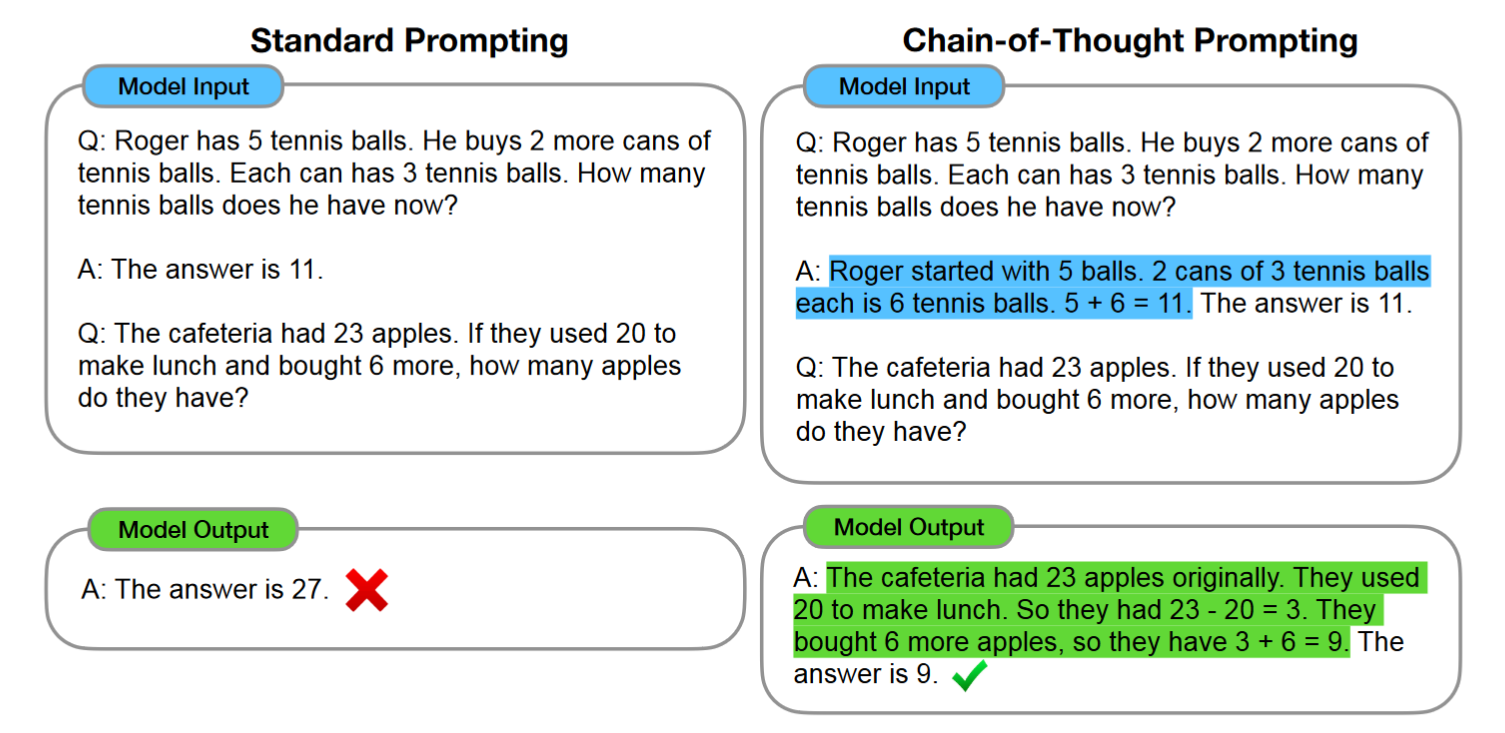 Standard Prompting
Model Input
Q: Roger has 5 tennis balls. He buys 2 more cans of
tennis balls. Each can has 3 tennis balls. How many
tennis balls does he have now?
A: The answer is 11.
Q: The cafeteria had 23 apples. If they used 20 to
make lunch and bought 6 more, how many apples
do they have?
Model Output
A: The answer is 27.
Chain-of-Thought Prompting
Model Input
Q: Roger has 5 tennis balls. He buys 2 more cans of
tennis balls. Each can has 3 tennis balls. How many
tennis balls does he have now?
A: Roger started with 5 balls. 2 cans of 3 tennis balls
each is 6 tennis balls. 5 + 6 = 11. The answer is 11.
Q: The cafeteria had 23 apples. If they used 20 to
make lunch and bought 6 more, how many apples
do they have?
Model Output
A: The cafeteria had 23 apples originally. They used
20 to make lunch. So they had 23 - 20 = 3. They
bought 6 more apples, so they have 3 + 6 = 9. The
answer is 9.